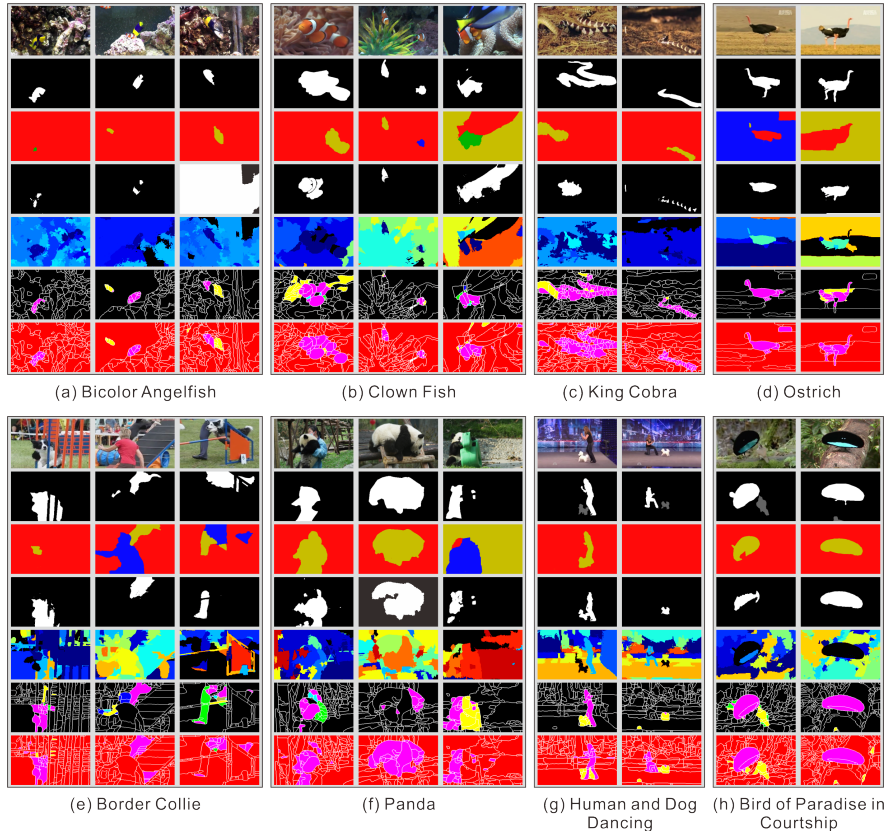 (a) Bicolor Angelfish
(b) Clown Fish
(c) King Cobra
(d) Ostrich
(e) Border Collie
(f) Panda
(g) Human and Dog
Dancing
(h) Bird of Paradise in
Courtship